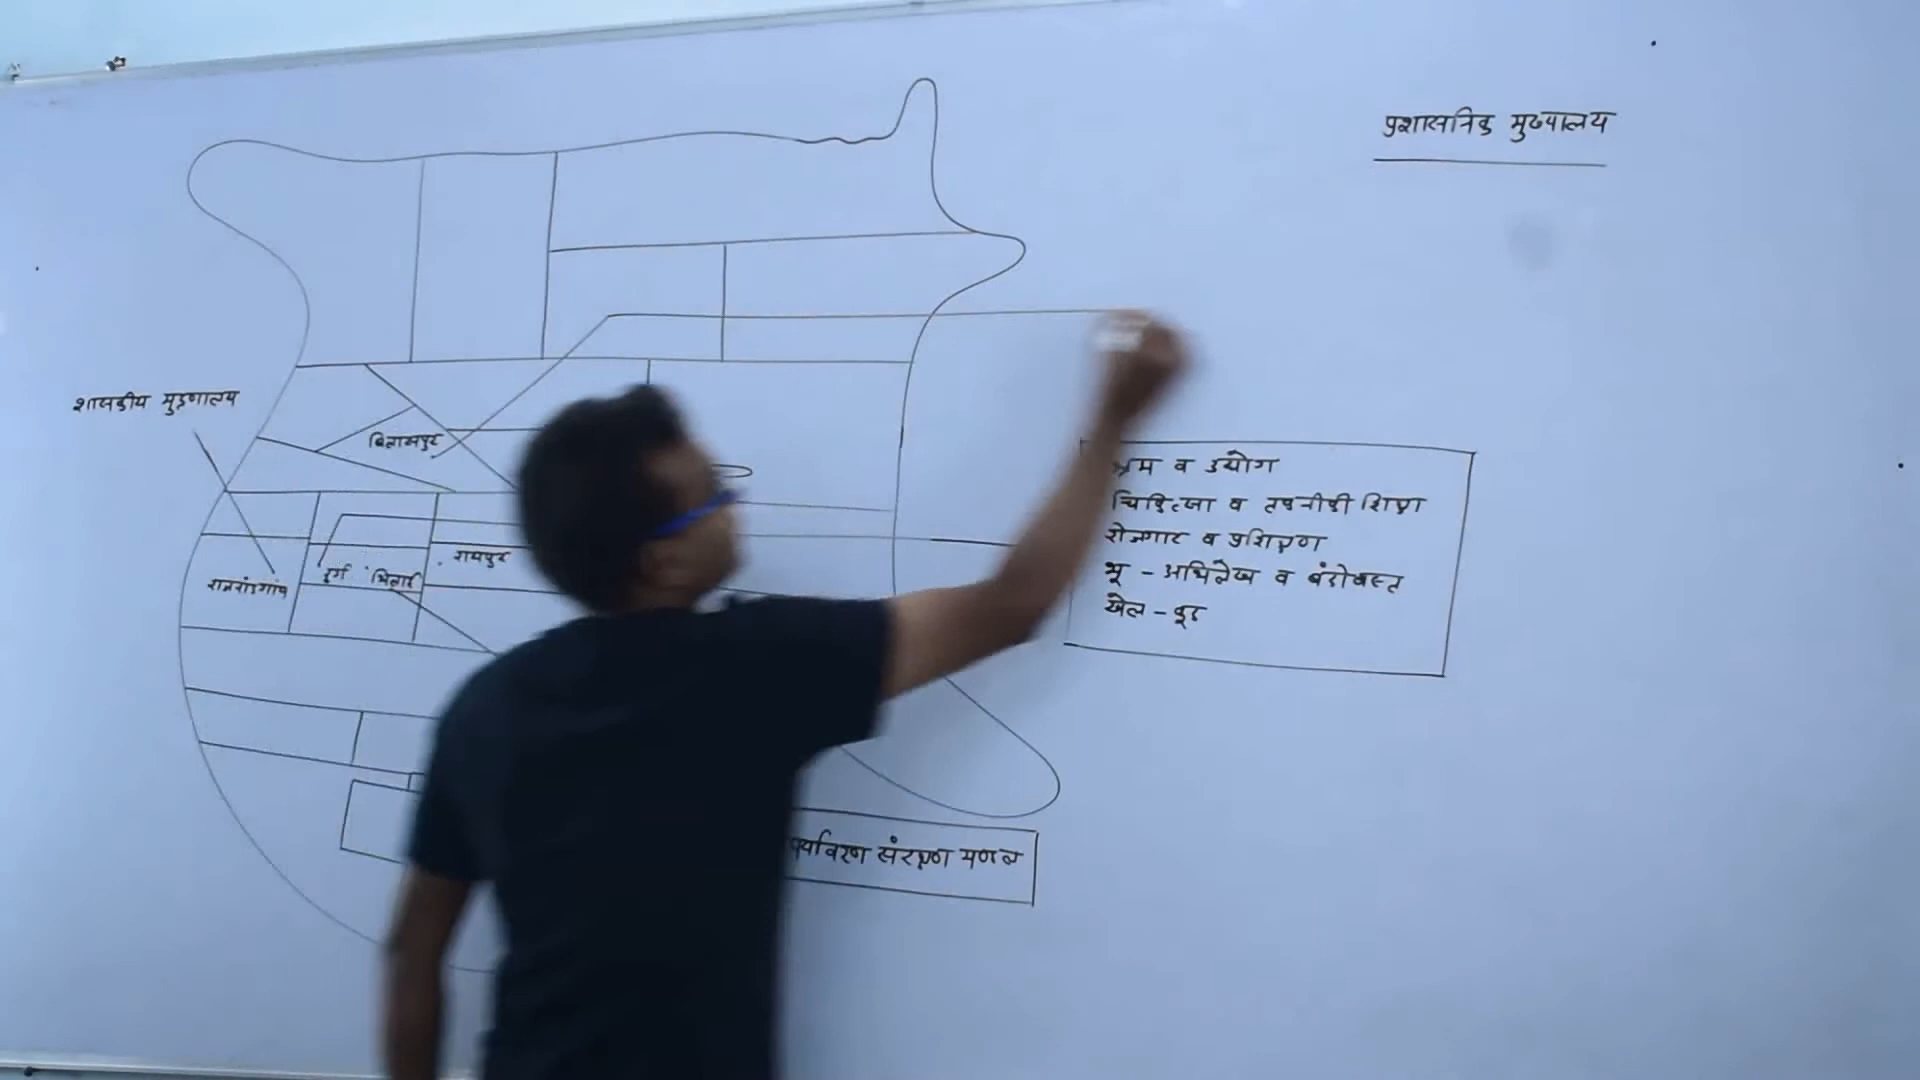 प्रशासनिक मुख्यालय
शासकीय मुद्रणालय
बिलासपुर
रायपुर
दुर्ग भिलाई
राजनांदगांव
श्रम व उद्योग
चिकित्सा व तकनीकी शिक्षा
रोजगार व प्रशिक्षण
भू - अभिलेख व बंदोबस्त
खेल - कूद
पर्यावरण संरक्षण मण्डल